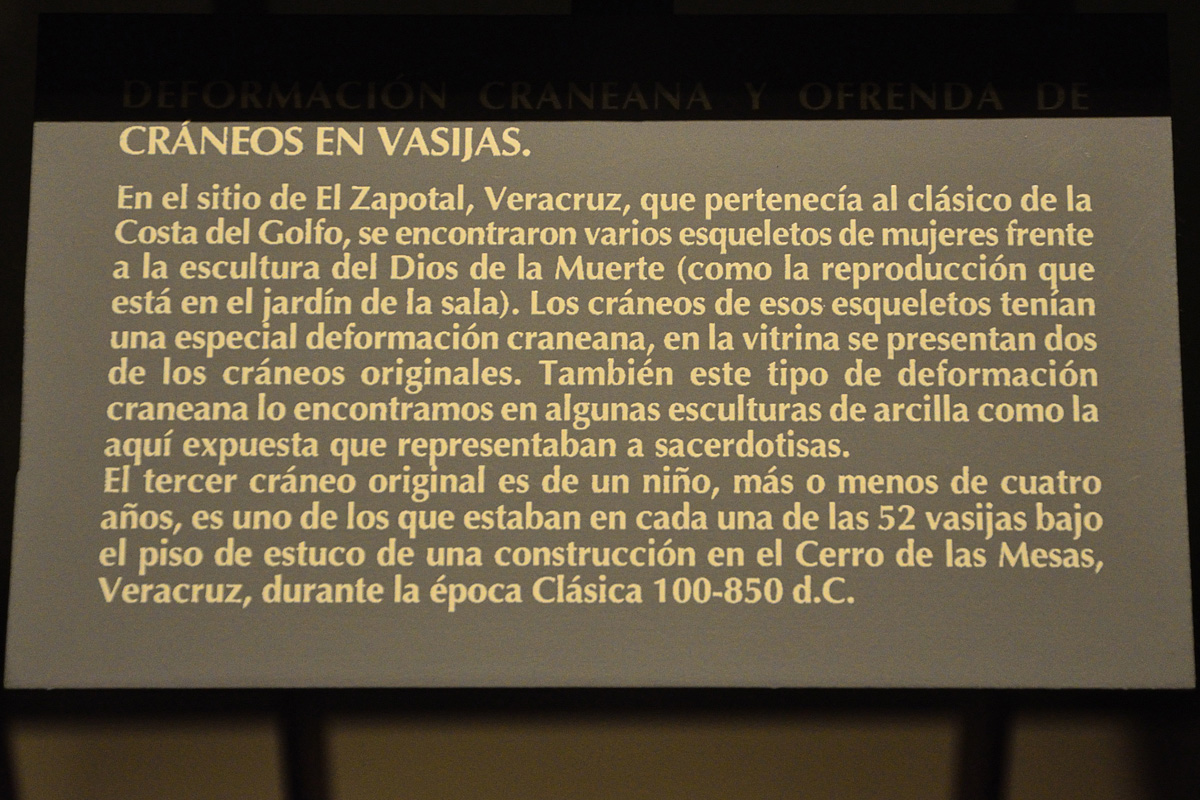 DEFORMACIÓN CRANEANA Y OFRENDA DE
CRÁNEOS EN VASIJAS.
En el sitio de El Zapotal, Veracruz, que pertenecía al clásico de la
Costa del Golfo, se encontraron varios esqueletos de mujeres frente
a la escultura del Dios de la Muerte (como la reproducción que
está en el jardín de la sala). Los cráneos de esos esqueletos tenían
una especial deformación craneana, en la vitrina se presentan dos
de los cráneos originales. También este tipo de deformación
craneana lo encontramos en algunas esculturas de arcilla como la
aquí expuesta que representaban a sacerdotisas.
El tercer cráneo original es de un niño, más o menos de cuatro
años, es uno de los que estaban en cada una de las 52 vasijas bajo
el piso de estuco de una construcción en el Cerro de las Mesas,
Veracruz, durante la época Clásica 100-850 d.C.